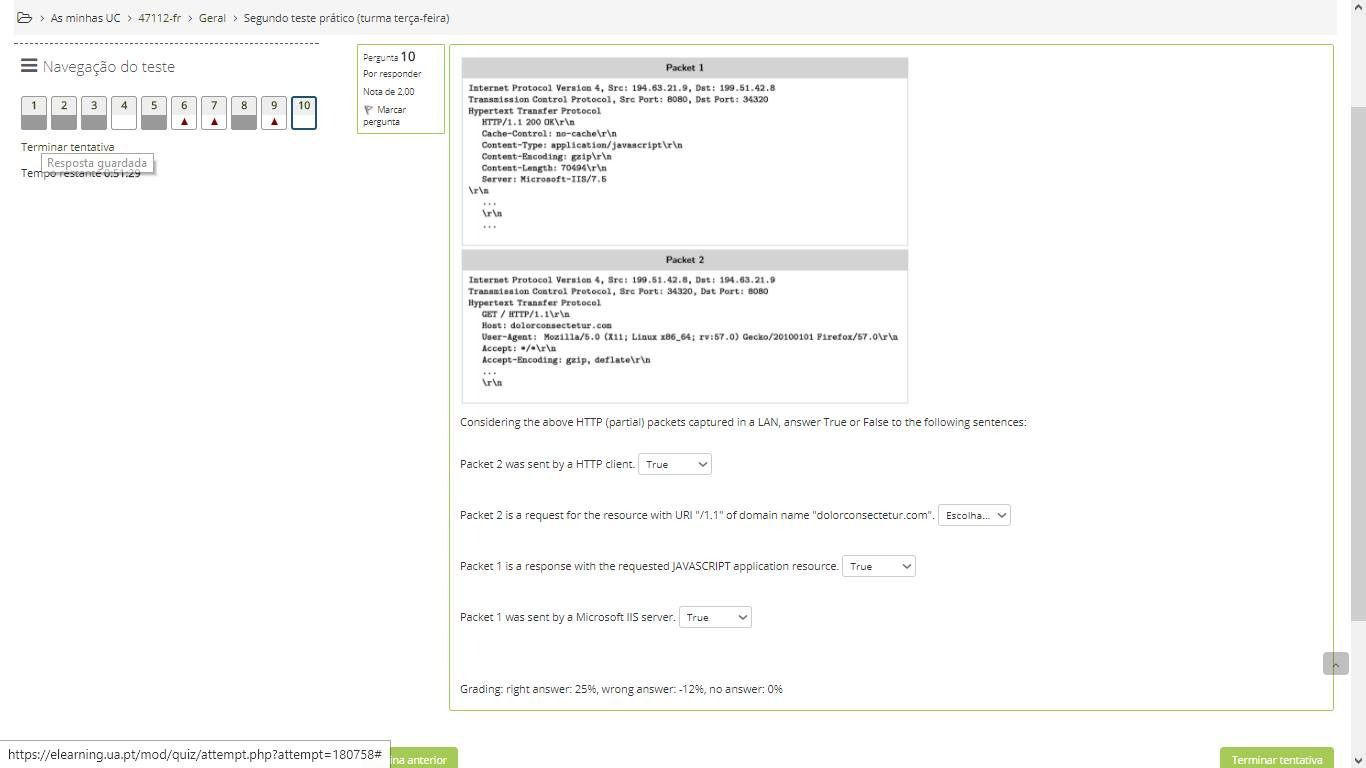 As minhas UC > 47112-fr > Geral > Segundo teste prático (turma terça-feira)
Navegação do teste
1 2 3 4 5 6 7 8 9 10
Terminar tentativa
Resposta guardada
Tempo restante 0:51:29
Pergunta 10
Por responder
Nota de 2,00
Marcar
pergunta
Packet 1
Internet Protocol Version 4, Src: 194.63.21.9, Dst: 199.51.42.8
Transmission Control Protocol, Src Port: 8080, Dst Port: 34320
Hypertext Transfer Protocol
HTTP/1.1 200 OK\r\n
Cache-Control: no-cache\r\n
Content-Type: application/javascript\r\n
Content-Encoding: gzip\r\n
Content-Length: 70494\r\n
Server: Microsoft-IIS/7.5
\r\n
...
\r\n
...
Packet 2
Internet Protocol Version 4, Src: 199.51.42.8, Dst: 194.63.21.9
Transmission Control Protocol, Src Port: 34320, Dst Port: 8080
Hypertext Transfer Protocol
GET / HTTP/1.1\r\n
Host: dolorconsectetur.com
User-Agent: Mozilla/5.0 (X11; Linux x86_64; rv:57.0) Gecko/20100101 Firefox/57.0\r\n
Accept: */*\r\n
Accept-Encoding: gzip, deflate\r\n
...
\r\n
Considering the above HTTP (partial) packets captured in a LAN, answer True or False to the following sentences:
Packet 2 was sent by a HTTP client. True
Packet 2 is a request for the resource with URI "/1.1" of domain name "dolorconsectetur.com". Escolha...
Packet 1 is a response with the requested JAVASCRIPT application resource. True
Packet 1 was sent by a Microsoft IIS server. True
Grading: right answer: 25%, wrong answer: -12%, no answer: 0%
https://elearning.ua.pt/mod/quiz/attempt.php?attempt=180758#
ina anterior
Terminar tentativa